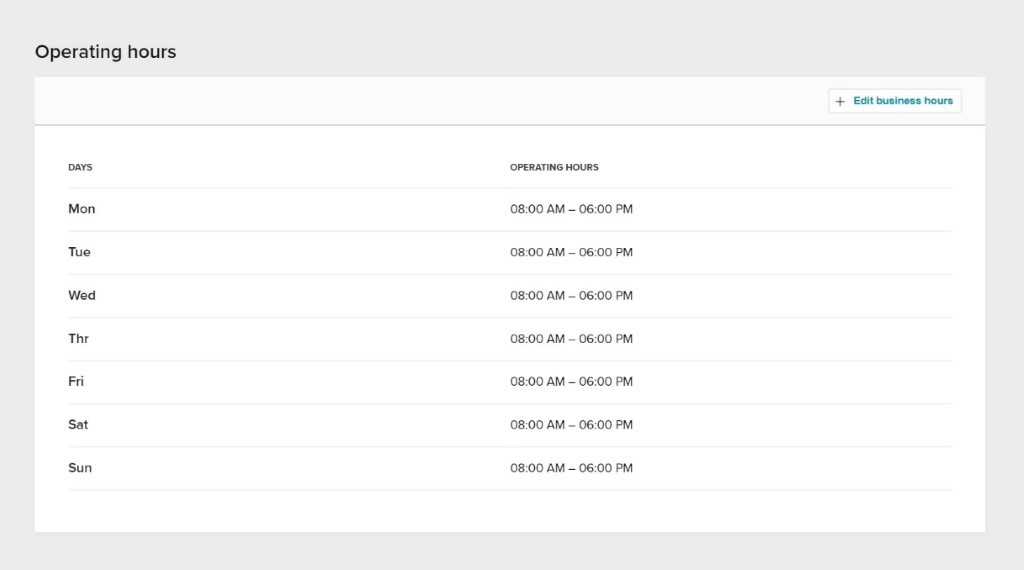 Operating hours
+ Edit business hours
DAYS OPERATING HOURS
Mon 08:00 AM – 06:00 PM
Tue 08:00 AM – 06:00 PM
Wed 08:00 AM – 06:00 PM
Thr 08:00 AM – 06:00 PM
Fri 08:00 AM – 06:00 PM
Sat 08:00 AM – 06:00 PM
Sun 08:00 AM – 06:00 PM